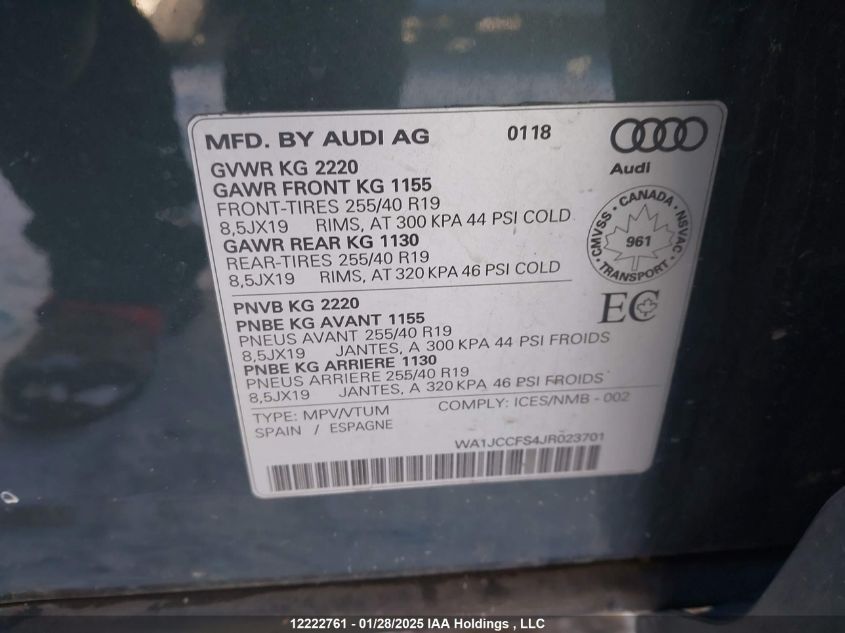 MFD. BY AUDI AG 0118
Audi
GVWR KG 2220
GAWR FRONT KG 1155
FRONT-TIRES 255/40 R19
8,5JX19 RIMS, AT 300 KPA 44 PSI COLD
GAWR REAR KG 1130
REAR-TIRES 255/40 R19
8,5JX19 RIMS, AT 320 KPA 46 PSI COLD
CANADA
CMVSS · NSVAC
961
TRANSPORT
EC
PNVB KG 2220
PNBE KG AVANT 1155
PNEUS AVANT 255/40 R19
8,5JX19 JANTES, A 300 KPA 44 PSI FROIDS
PNBE KG ARRIERE 1130
PNEUS ARRIERE 255/40 R19
8,5JX19 JANTES, A 320 KPA 46 PSI FROIDS
TYPE: MPV/VTUM COMPLY: ICES/NMB - 002
SPAIN / ESPAGNE
WA1JCCFS4JR023701
12222761 - 01/28/2025 IAA Holdings , LLC